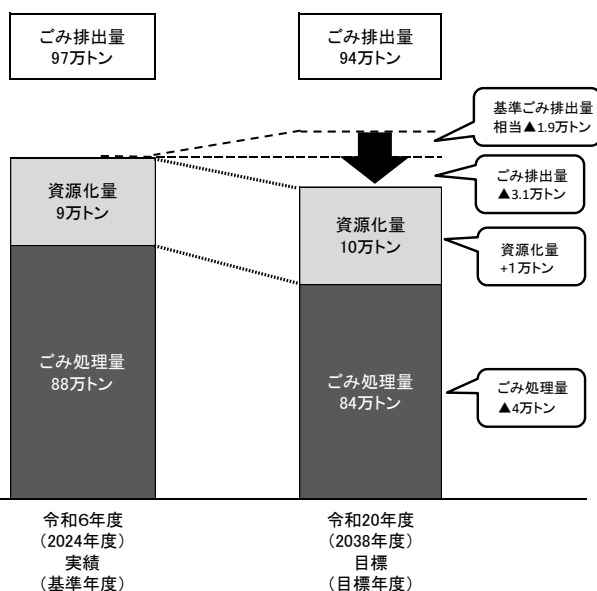 ごみ排出量
97万トン
ごみ排出量
94万トン
基準ごみ排出量
相当▲1.9万トン
ごみ排出量
▲3.1万トン
資源化量
9万トン
資源化量
10万トン
資源化量
+1万トン
ごみ処理量
88万トン
ごみ処理量
84万トン
ごみ処理量
▲4万トン
令和6年度
(2024年度)
実績
(基準年度)
令和20年度
(2038年度)
目標
(目標年度)